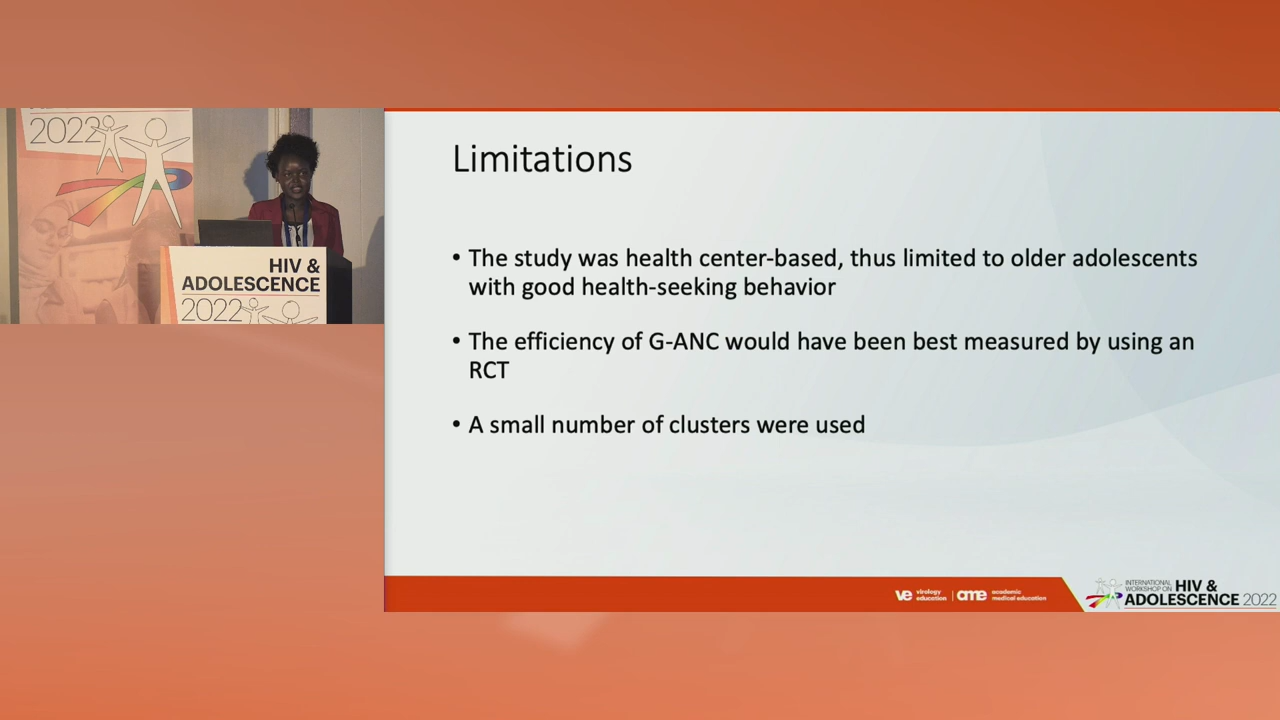 2022
HIV &
ADOLESCENCE
2022
Limitations
• The study was health center-based, thus limited to older adolescents
with good health-seeking behavior
• The efficiency of G-ANC would have been best measured by using an
RCT
• A small number of clusters were used
ve virology education | ame academic medical education
INTERNATIONAL
WORKSHOP ON HIV &
ADOLESCENCE 2022